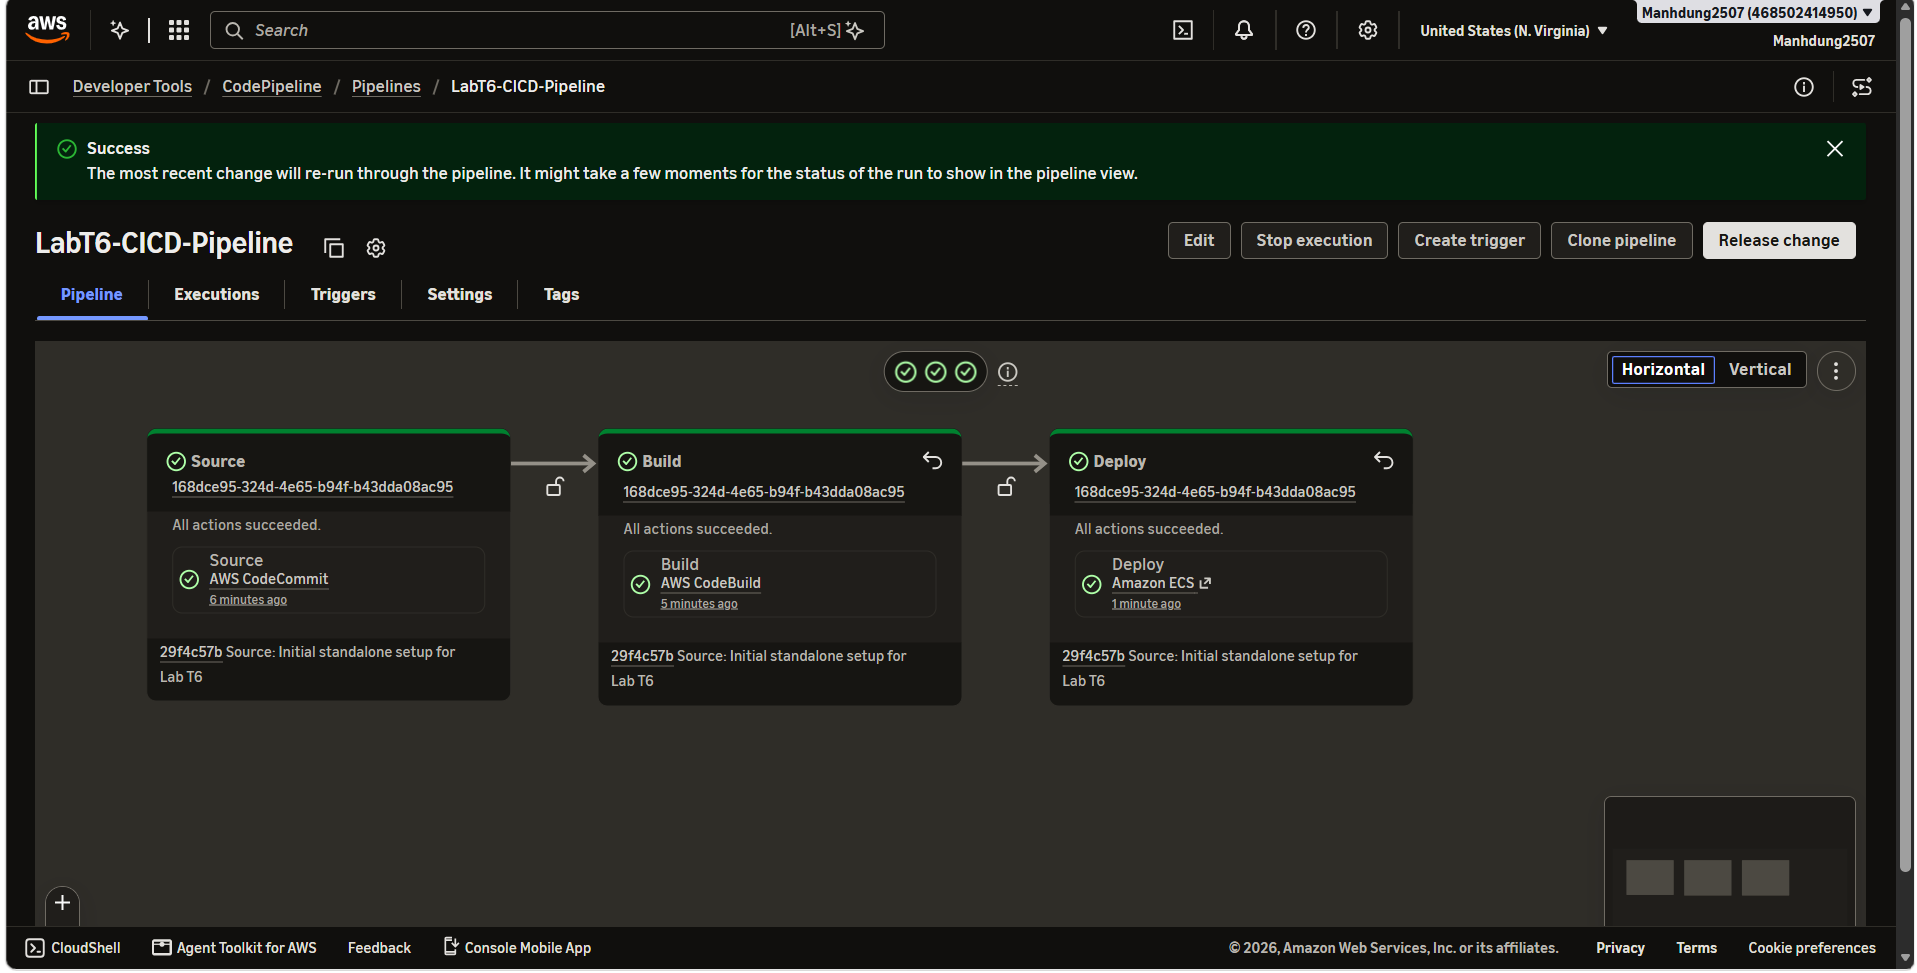 aws
Search
[Alt+S]
United States (N. Virginia)
Manhdung2507 (468502414950)
Manhdung2507
Developer Tools / CodePipeline / Pipelines / LabT6-CICD-Pipeline
Success
The most recent change will re-run through the pipeline. It might take a few moments for the status of the run to show in the pipeline view.
LabT6-CICD-Pipeline
Edit
Stop execution
Create trigger
Clone pipeline
Release change
Pipeline
Executions
Triggers
Settings
Tags
Horizontal
Vertical
Source
168dce95-324d-4e65-b94f-b43dda08ac95
All actions succeeded.
Source
AWS CodeCommit
6 minutes ago
29f4c57b Source: Initial standalone setup for
Lab T6
Build
168dce95-324d-4e65-b94f-b43dda08ac95
All actions succeeded.
Build
AWS CodeBuild
5 minutes ago
29f4c57b Source: Initial standalone setup for
Lab T6
Deploy
168dce95-324d-4e65-b94f-b43dda08ac95
All actions succeeded.
Deploy
Amazon ECS
1 minute ago
29f4c57b Source: Initial standalone setup for
Lab T6
CloudShell
Agent Toolkit for AWS
Feedback
Console Mobile App
© 2026, Amazon Web Services, Inc. or its affiliates.
Privacy
Terms
Cookie preferences